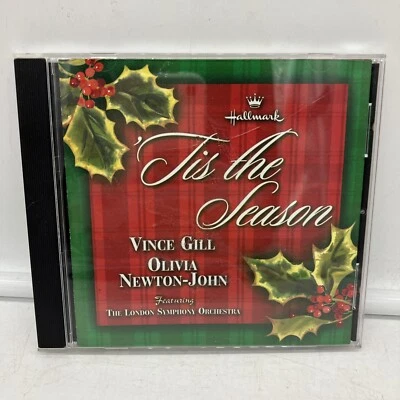 Hallmark
'Tis the
Season
VINCE GILL
OLIVIA
NEWTON-JOHN
Featuring
THE LONDON SYMPHONY ORCHESTRA